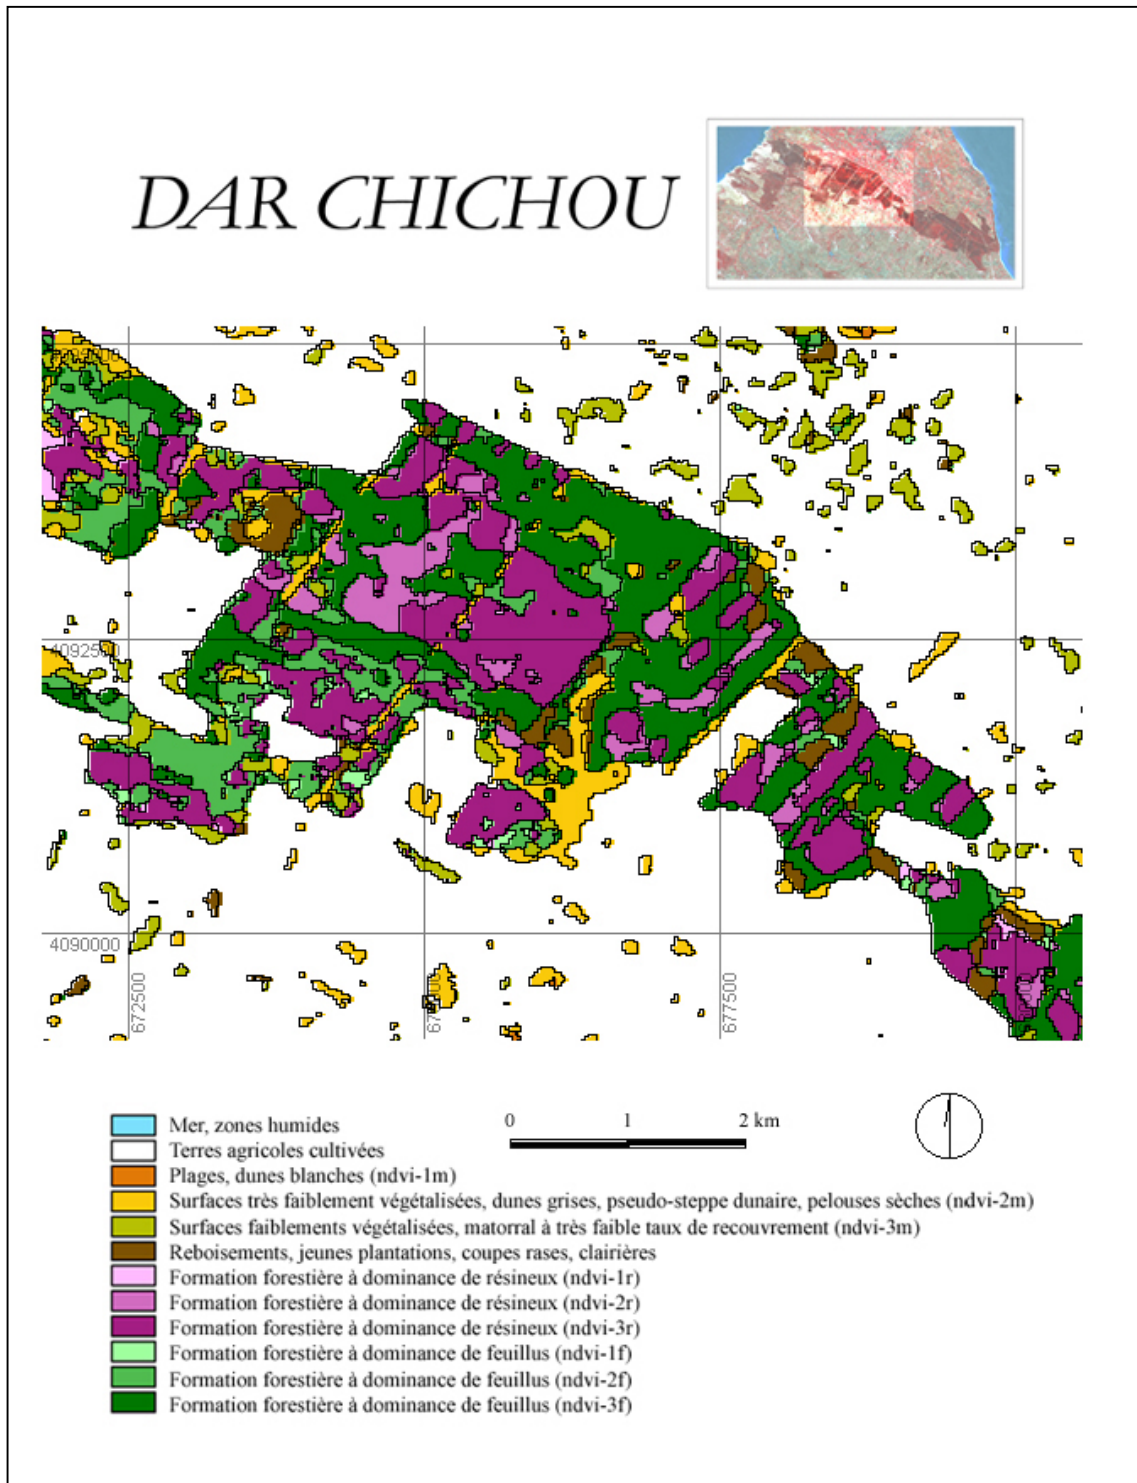 DAR CHICHOU
4092500
4090000
672500
677500
Mer, zones humides
0 1 2 km
Terres agricoles cultivées
Plages, dunes blanches (ndvi-1m)
Surfaces très faiblement végétalisées, dunes grises, pseudo-steppe dunaire, pelouses sèches (ndvi-2m)
Surfaces faiblements végétalisées, matorral à très faible taux de recouvrement (ndvi-3m)
Reboisements, jeunes plantations, coupes rases, clairières
Formation forestière à dominance de résineux (ndvi-1r)
Formation forestière à dominance de résineux (ndvi-2r)
Formation forestière à dominance de résineux (ndvi-3r)
Formation forestière à dominance de feuillus (ndvi-1f)
Formation forestière à dominance de feuillus (ndvi-2f)
Formation forestière à dominance de feuillus (ndvi-3f)